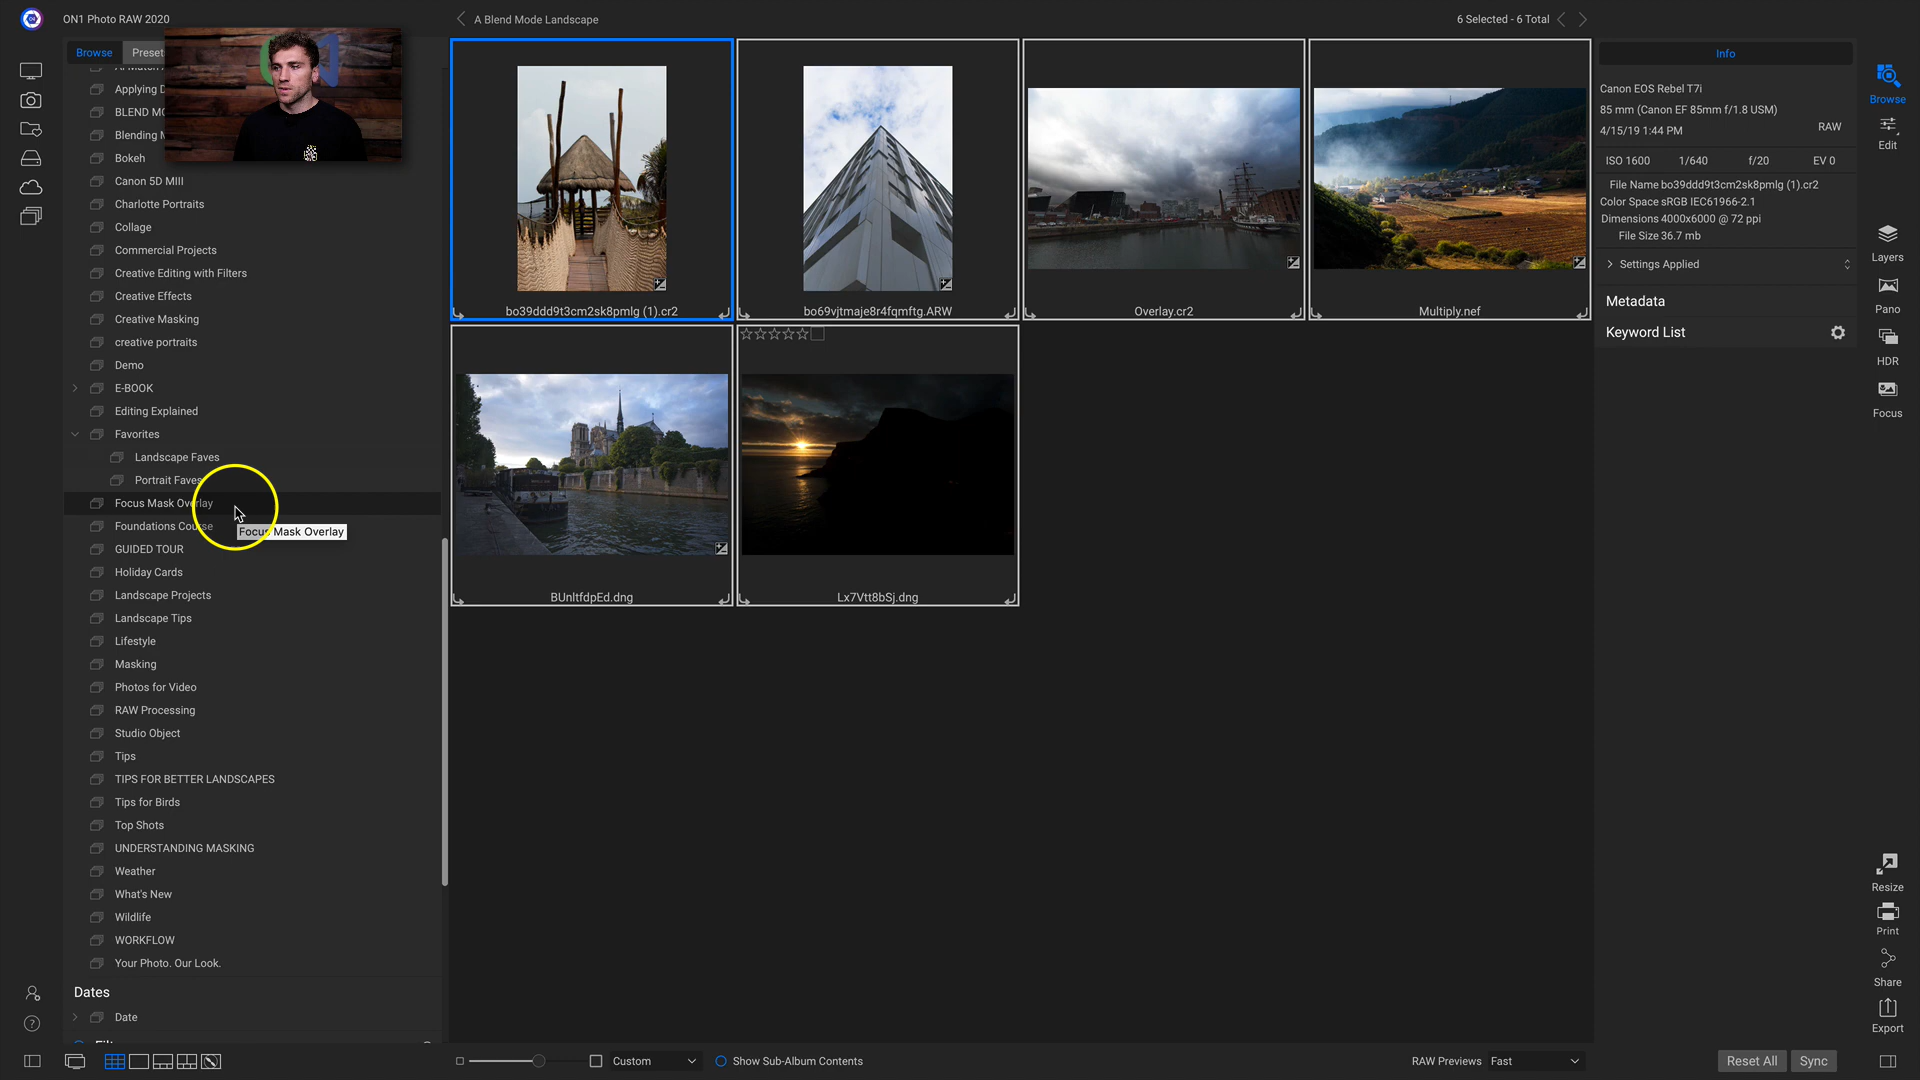 ON1 Photo RAW 2020
A Blend Mode Landscape
6 Selected - 6 Total
Browse
Applying
Bokeh
Canon 5D MIII
Charlotte Portraits
Collage
Commercial Projects
Creative Editing with Filters
Creative Effects
Creative Masking
creative portraits
Demo
E-BOOK
Editing Explained
Favorites
Landscape Faves
Portrait Faves
Focus Mask Overlay
Foundations Course
Focus Mask Overlay
GUIDED TOUR
Holiday Cards
Landscape Projects
Landscape Tips
Lifestyle
Masking
Photos for Video
RAW Processing
Studio Object
Tips
TIPS FOR BETTER LANDSCAPES
Tips for Birds
Top Shots
UNDERSTANDING MASKING
Weather
What's New
Wildlife
WORKFLOW
Your Photo. Our Look.
Dates
Date
bo39ddd9t3cm2sk8pmlg (1).cr2
bo69vjtmaje8r4fqmftg.ARW
Overlay.cr2
Multiply.nef
BUnltfdpEd.dng
Lx7Vtt8bSj.dng
Custom
Show Sub-Album Contents
RAW Previews Fast
Info
Canon EOS Rebel T7i
85 mm (Canon EF 85mm f/1.8 USM)
4/15/19 1:44 PM
RAW
ISO 1600 1/640 f/20 EV 0
File Name bo39ddd9t3cm2sk8pmlg (1).cr2
Color Space sRGB IEC61966-2.1
Dimensions 4000x6000 @ 72 ppi
File Size 36.7 mb
Settings Applied
Metadata
Keyword List
Reset All
Sync
Browse
Edit
Layers
Pano
HDR
Focus
Resize
Print
Share
Export